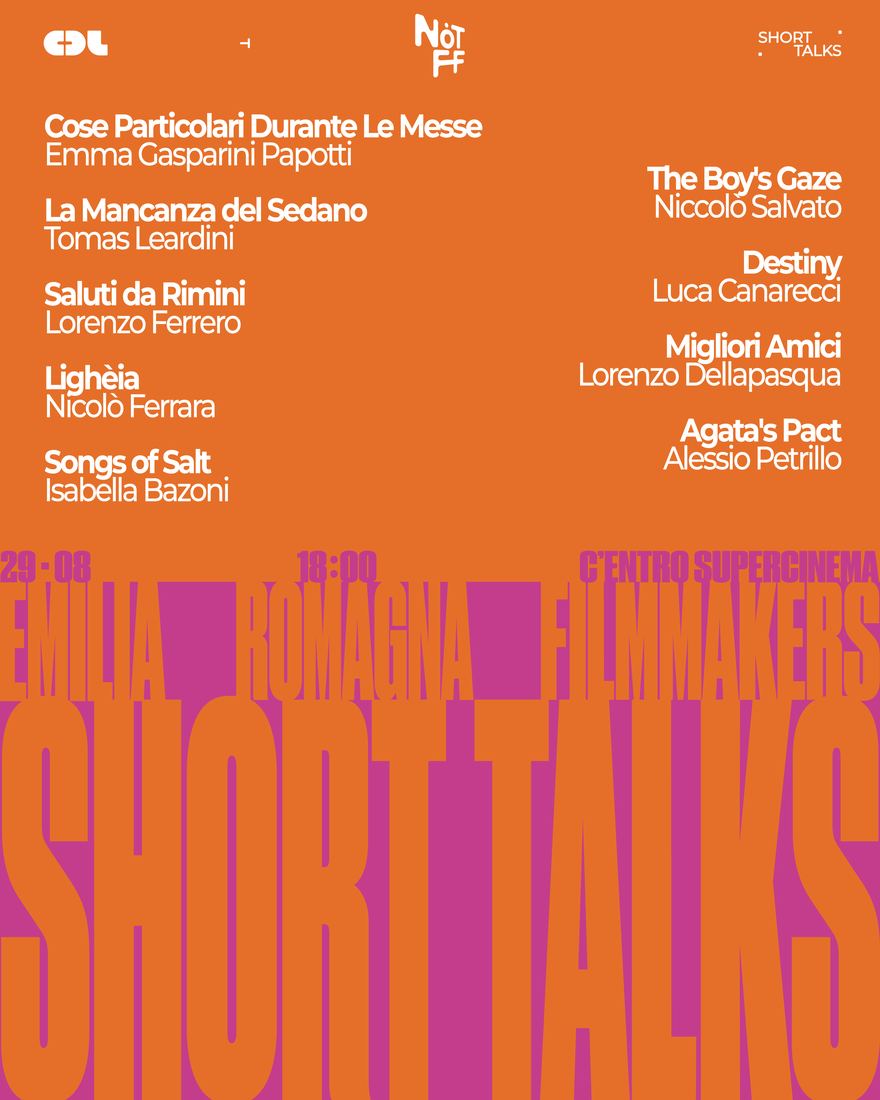 NÒT
FF
SHORT
TALKS
Cose Particolari Durante Le Messe
Emma Gasparini Papotti
La Mancanza del Sedano
Tomas Leardini
Saluti da Rimini
Lorenzo Ferrero
Lighèia
Nicolò Ferrara
Songs of Salt
Isabella Bazoni
The Boy's Gaze
Niccolò Salvato
Destiny
Luca Canarecci
Migliori Amici
Lorenzo Dellapasqua
Agata's Pact
Alessio Petrillo
29 - 08 18:00 C'ENTRO SUPERCINEMA
EMILIA ROMAGNA FILMMAKERS
SHORT TALKS